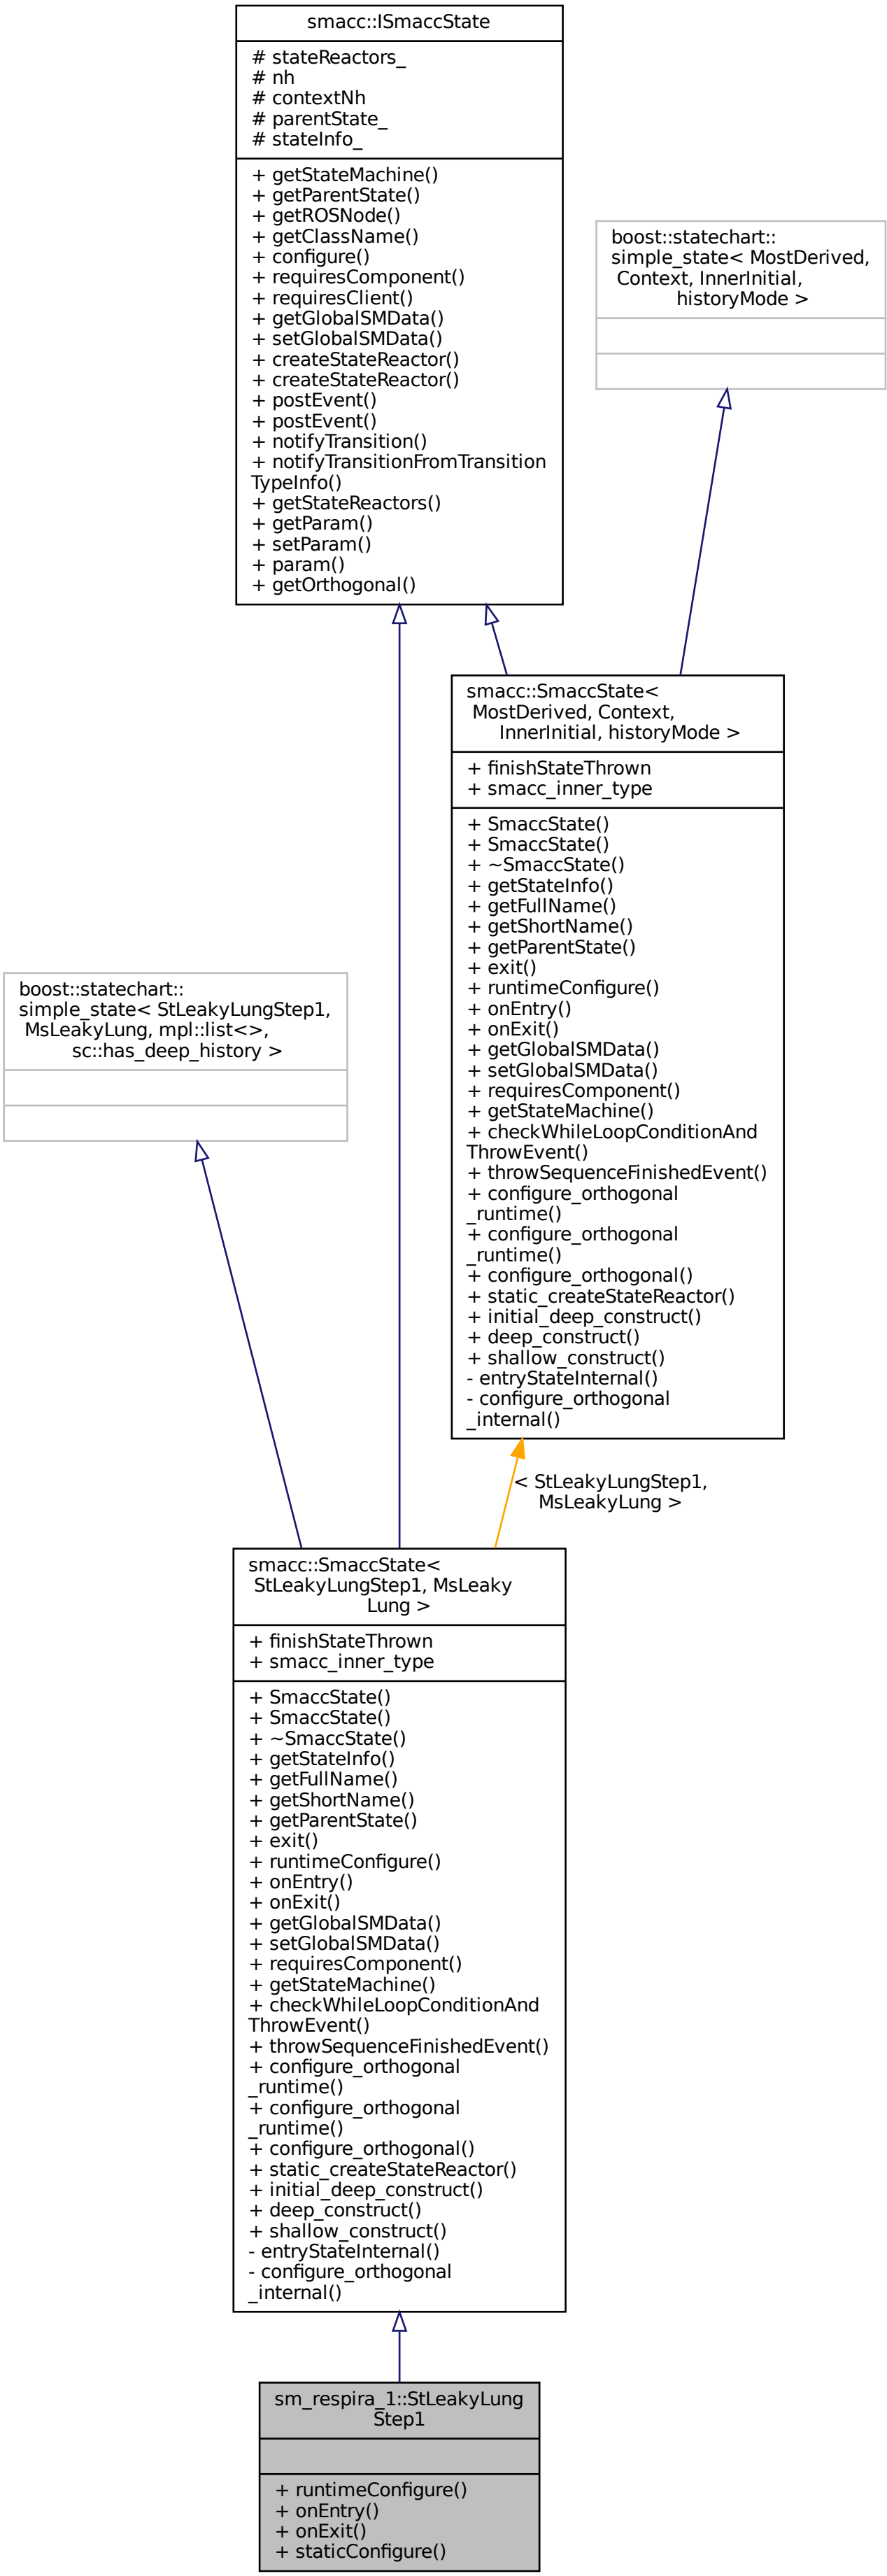 smacc::ISmaccState
# stateReactors_
# nh
# contextNh
# parentState_
# stateInfo_
+ getStateMachine()
+ getParentState()
+ getROSNode()
+ getClassName()
+ configure()
+ requiresComponent()
+ requiresClient()
+ getGlobalSMData()
+ setGlobalSMData()
+ createStateReactor()
+ createStateReactor()
+ postEvent()
+ postEvent()
+ notifyTransition()
+ notifyTransitionFromTransition
TypeInfo()
+ getStateReactors()
+ getParam()
+ setParam()
+ param()
+ getOrthogonal()
boost::statechart::
simple_state< MostDerived,
Context, InnerInitial,
historyMode >
smacc::SmaccState<
MostDerived, Context,
InnerInitial, historyMode >
+ finishStateThrown
+ smacc_inner_type
+ SmaccState()
+ SmaccState()
+ ~SmaccState()
+ getStateInfo()
+ getFullName()
+ getShortName()
+ getParentState()
+ exit()
+ runtimeConfigure()
+ onEntry()
+ onExit()
+ getGlobalSMData()
+ setGlobalSMData()
+ requiresComponent()
+ getStateMachine()
+ checkWhileLoopConditionAnd
ThrowEvent()
+ throwSequenceFinishedEvent()
+ configure_orthogonal
_runtime()
+ configure_orthogonal
_runtime()
+ configure_orthogonal()
+ static_createStateReactor()
+ initial_deep_construct()
+ deep_construct()
+ shallow_construct()
- entryStateInternal()
- configure_orthogonal
_internal()
boost::statechart::
simple_state< StLeakyLungStep1,
MsLeakyLung, mpl::list<>,
sc::has_deep_history >
< StLeakyLungStep1,
MsLeakyLung >
smacc::SmaccState<
StLeakyLungStep1, MsLeaky
Lung >
+ finishStateThrown
+ smacc_inner_type
+ SmaccState()
+ SmaccState()
+ ~SmaccState()
+ getStateInfo()
+ getFullName()
+ getShortName()
+ getParentState()
+ exit()
+ runtimeConfigure()
+ onEntry()
+ onExit()
+ getGlobalSMData()
+ setGlobalSMData()
+ requiresComponent()
+ getStateMachine()
+ checkWhileLoopConditionAnd
ThrowEvent()
+ throwSequenceFinishedEvent()
+ configure_orthogonal
_runtime()
+ configure_orthogonal
_runtime()
+ configure_orthogonal()
+ static_createStateReactor()
+ initial_deep_construct()
+ deep_construct()
+ shallow_construct()
- entryStateInternal()
- configure_orthogonal
_internal()
sm_respira_1::StLeakyLung
Step1
+ runtimeConfigure()
+ onEntry()
+ onExit()
+ staticConfigure()